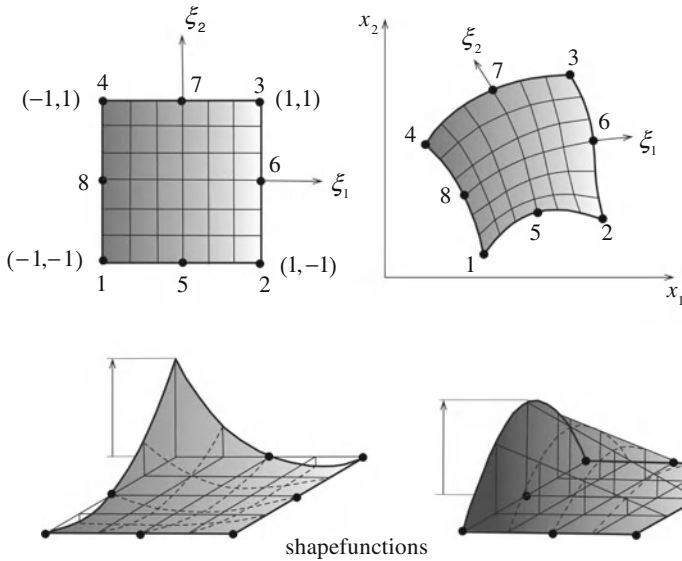 ξ₂
x₂
4 7 3
(−1,1) (1,1)
8 6 ξ₁
(−1,−1) (1,−1)
1 5 2
ξ₂ 7 3
4 6 ξ₁
8 5 2
1
x₁
shapefunctions